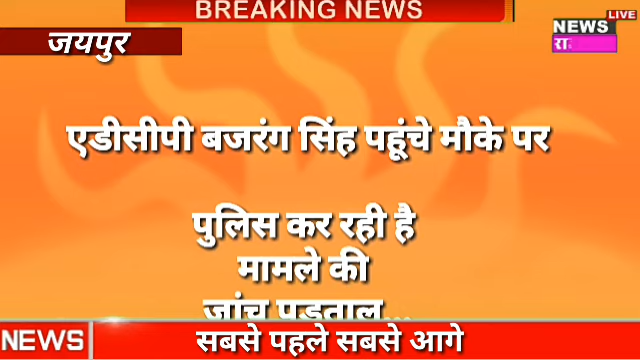 BREAKING NEWS
LIVE
NEWS
रा.
जयपुर
एडीसीपी बजरंग सिंह पहूंचे मौके पर
पुलिस कर रही है
मामले की
जांच पड़ताल...
NEWS
सबसे पहले सबसे आगे